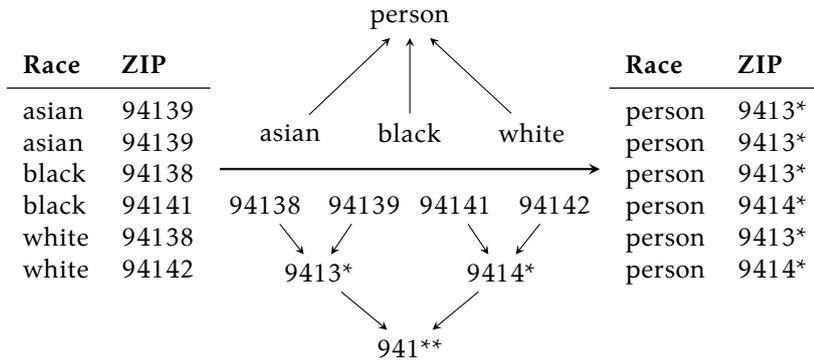 person
Race ZIP
asian 94139
asian 94139
black 94138
black 94141
white 94138
white 94142
asian black white
94138 94139 94141 94142
9413* 9414*
941**
Race ZIP
person 9413*
person 9413*
person 9413*
person 9414*
person 9413*
person 9414*